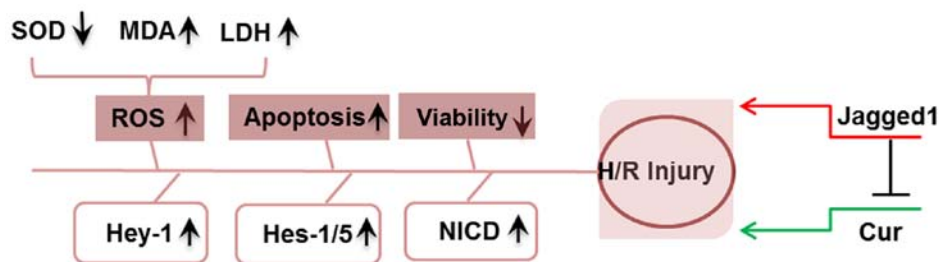 SOD MDA LDH
ROS Apoptosis Viability
H/R Injury
Jagged1
Hey-1 Hes-1/5 NICD
Cur